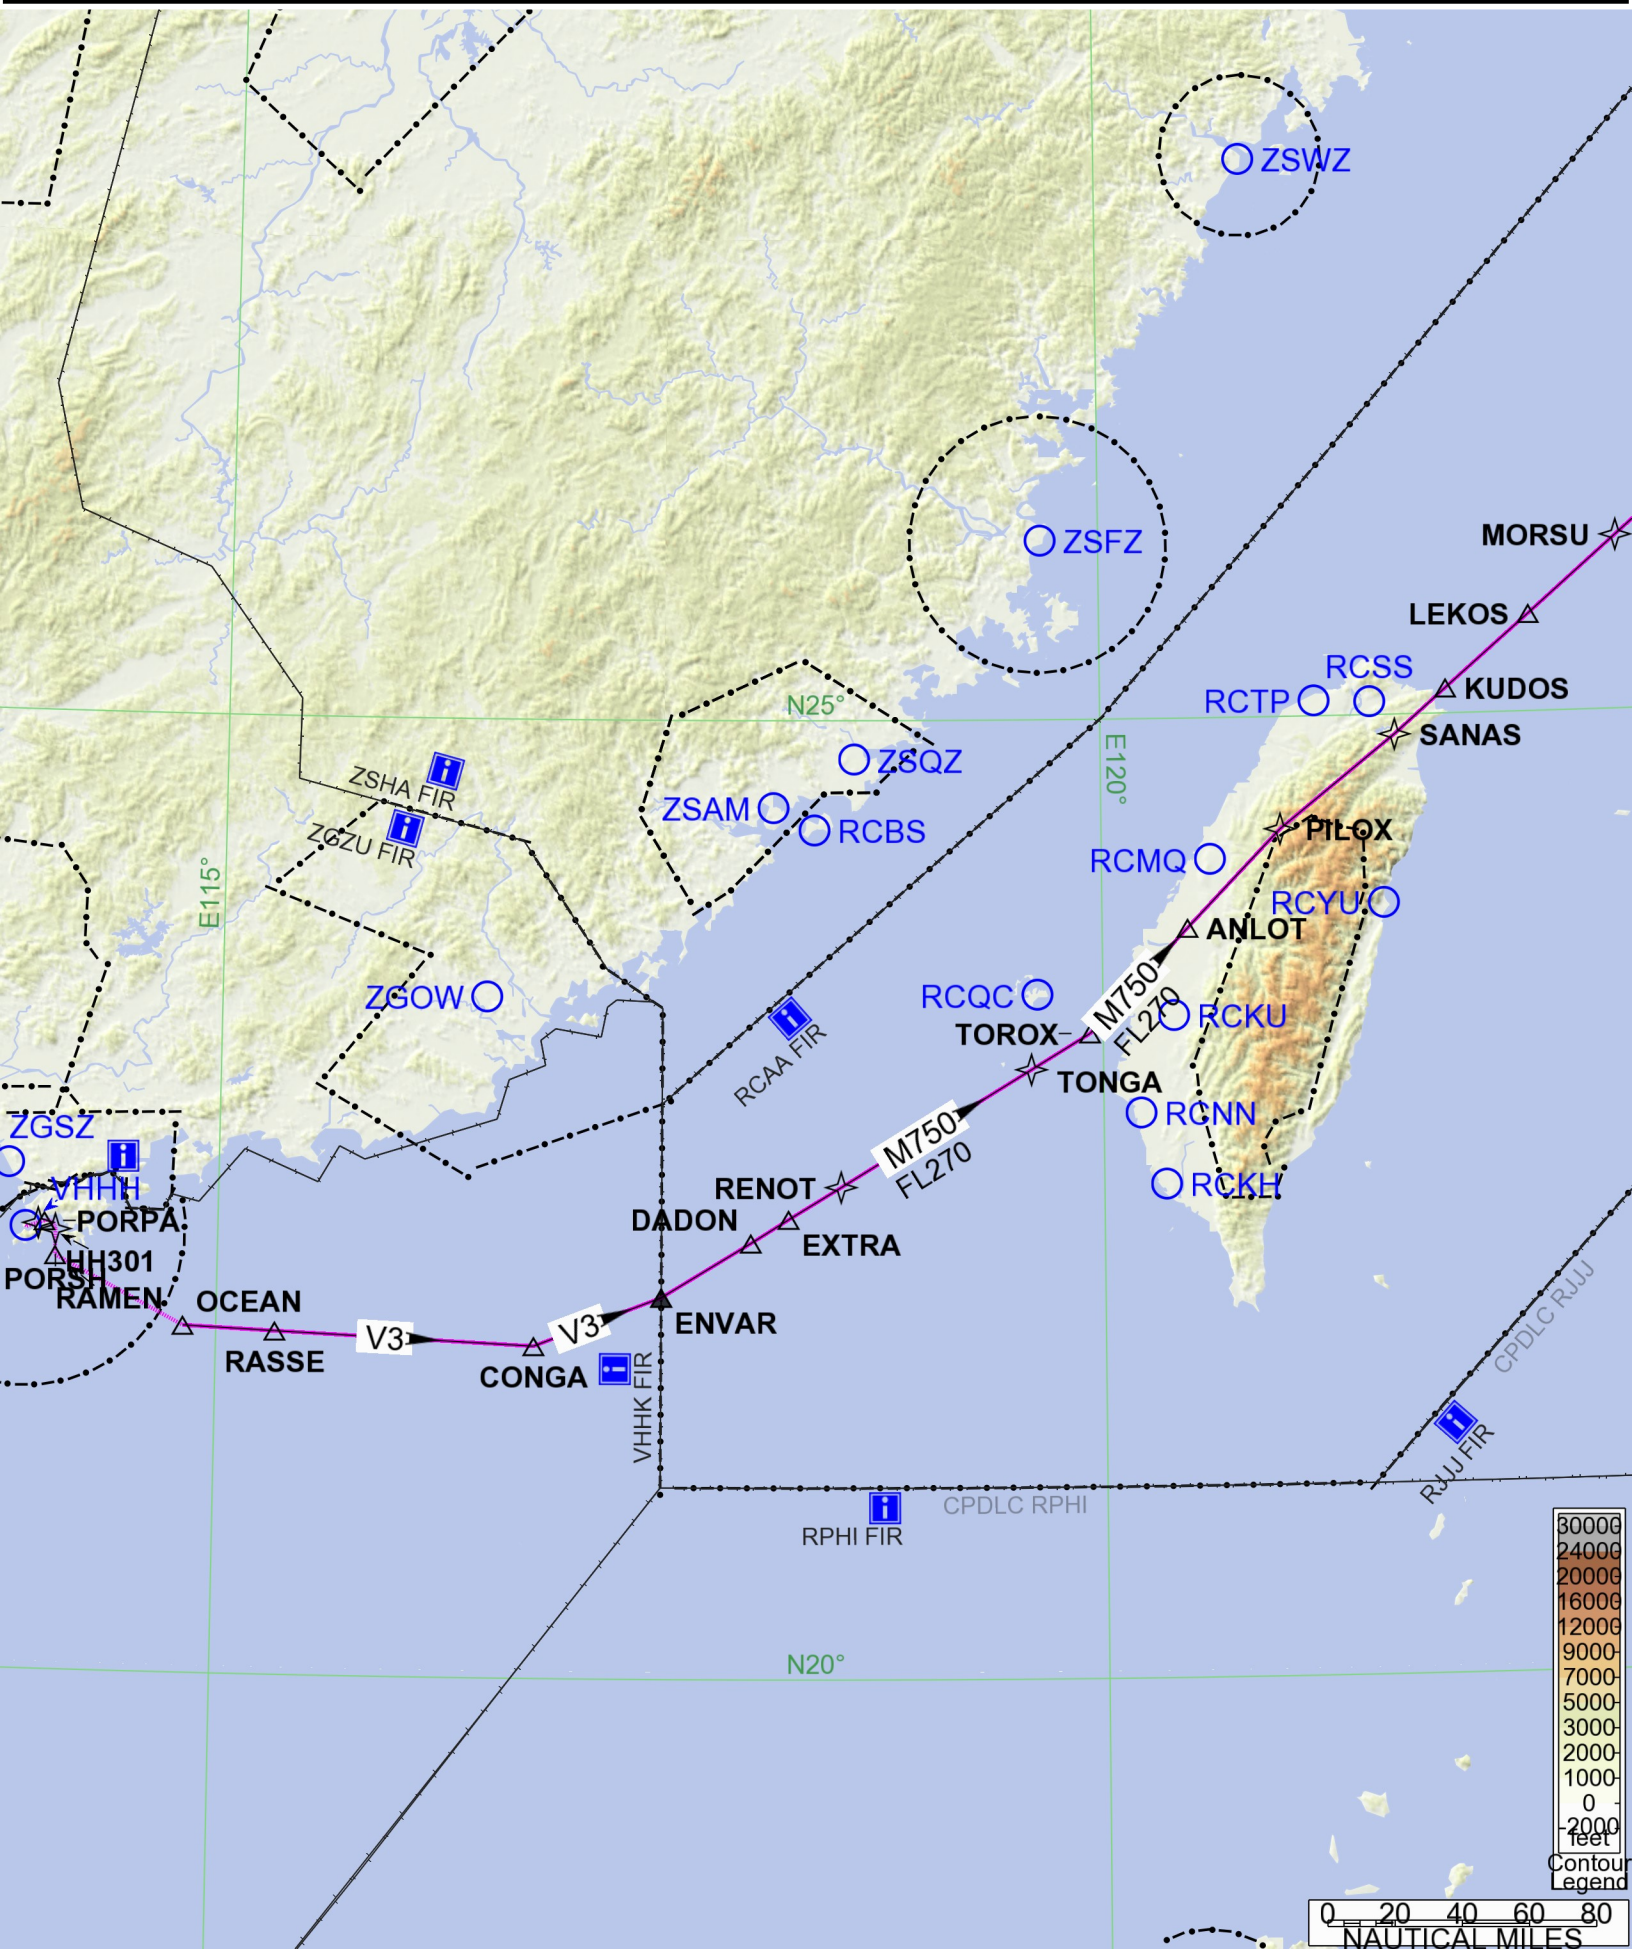 ZSWZ
ZSFZ
MORSU
LEKOS
RCSS
RCTP
KUDOS
N25°
SANAS
E120°
ZSQZ
ZSHA FIR
ZSAM
RCBS
ZGZU FIR
PILOX
RCMQ
E115°
RCYU
ANLOT
ZGOW
RCQC
M750
FL270
RCKU
TOROX
RCAA FIR
TONGA
ZGSZ
RCNN
M750
FL270
VHHH
RENOT
RCKH
PORPA
DADON
EXTRA
HH301
PORSH
RAMEN
OCEAN
ENVAR
V3
V3
RASSE
CONGA
VHHK FIR
CPDLC RJJJ
RJJJ FIR
CPDLC RPHI
RPHI FIR
N20°
30000
24000
20000
16000
12000
9000
7000
5000
3000
2000
1000
0
-2000
feet
Contour
Legend
0 20 40 60 80
NAUTICAL MILES